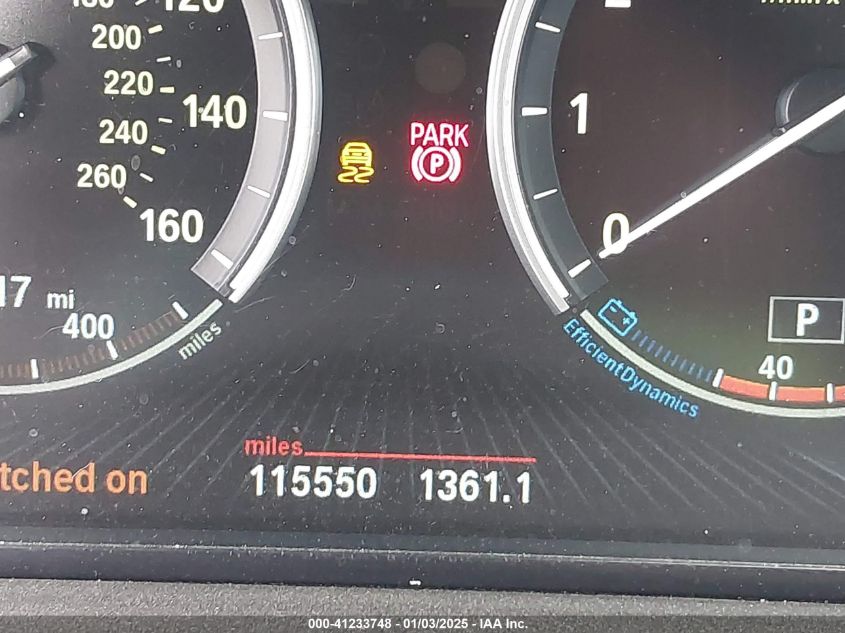 120
200
220
140
240
260
160
mi
400
miles
PARK
P
2
1
0
P
EfficientDynamics
40
tched on
miles
115550 1361.1
000-41233748 - 01/03/2025 - IAA Inc.